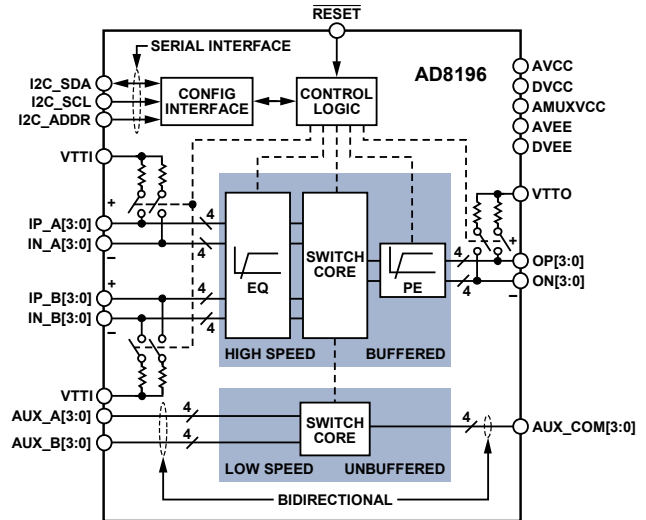 RESET
SERIAL INTERFACE
AD8196
AVCC
DVCC
AMUXVCC
AVEE
DVEE
I2C_SDA
I2C_SCL
I2C_ADDR
CONFIG
INTERFACE
CONTROL
LOGIC
VTTI
VTTO
+
+
IP_A[3:0]
4
IN_A[3:0]
4
–
EQ
SWITCH
CORE
PE
4
OP[3:0]
4
ON[3:0]
–
+
IP_B[3:0]
4
IN_B[3:0]
4
–
HIGH SPEED
BUFFERED
VTTI
AUX_A[3:0]
4
AUX_B[3:0]
4
SWITCH
CORE
4
AUX_COM[3:0]
LOW SPEED
UNBUFFERED
BIDIRECTIONAL